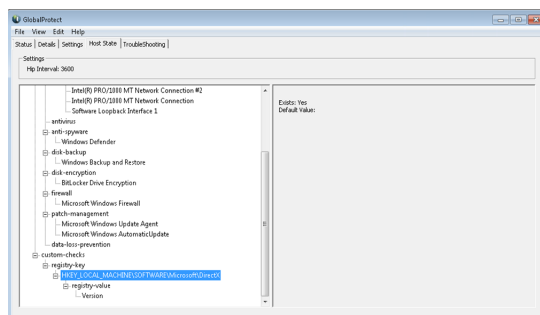 GlobalProtect
File View Edit Help
Status Details Settings Host State TroubleShooting
Settings
Hip Interval: 3600
Intel(R) PRO/1000 MT Network Connection #2
Intel(R) PRO/1000 MT Network Connection
Software Loopback Interface 1
antivirus
anti-spyware
Windows Defender
disk-backup
Windows Backup and Restore
disk-encryption
BitLocker Drive Encryption
firewall
Microsoft Windows Firewall
patch-management
Microsoft Windows Update Agent
Microsoft Windows AutomaticUpdate
data-loss-prevention
custom-checks
registry-key
HKEY_LOCAL_MACHINE\SOFTWARE\Microsoft\DirectX
registry-value
Version
Exists: Yes
Default Value: